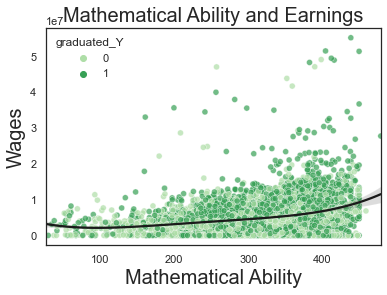 Mathematical Ability and Earnings
1e7
graduated_Y
0
1
5
4
3
2
1
0
Wages
100
200
300
400
Mathematical Ability